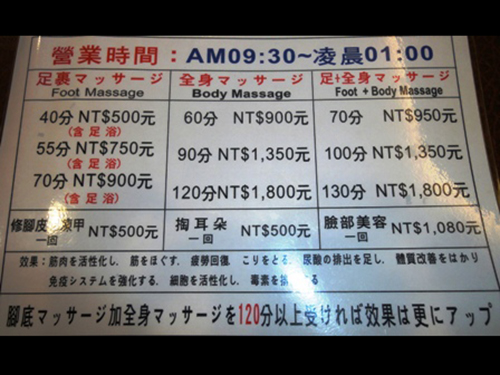 營業時間：AM09:30~凌晨01:00
足裏マッサージ 全身マッサージ 足+全身マッサージ
Foot Massage Body Massage Foot + Body Massage
40分 NT$500元 60分 NT$900元 70分 NT$950元
(含足浴)
55分 NT$750元 90分 NT$1,350元 100分 NT$1,350元
(含足浴)
70分 NT$900元 120分 NT$1,800元 130分 NT$1,800元
(含足浴)
修腳皮 甲 一回 NT$500元 掏耳朵 一回 NT$500元 臉部美容 一回 NT$1,080元
效果：筋肉を活性化し．筋をほぐす．疲勞回復．こりをとる．尿酸の排出を足し．體質改善をはかり
免疫システムを強化する．細胞を活性化し．毒素を排 る
腳底マッサージ加全身マッサージを120分以上受ければ效果は更にアップ